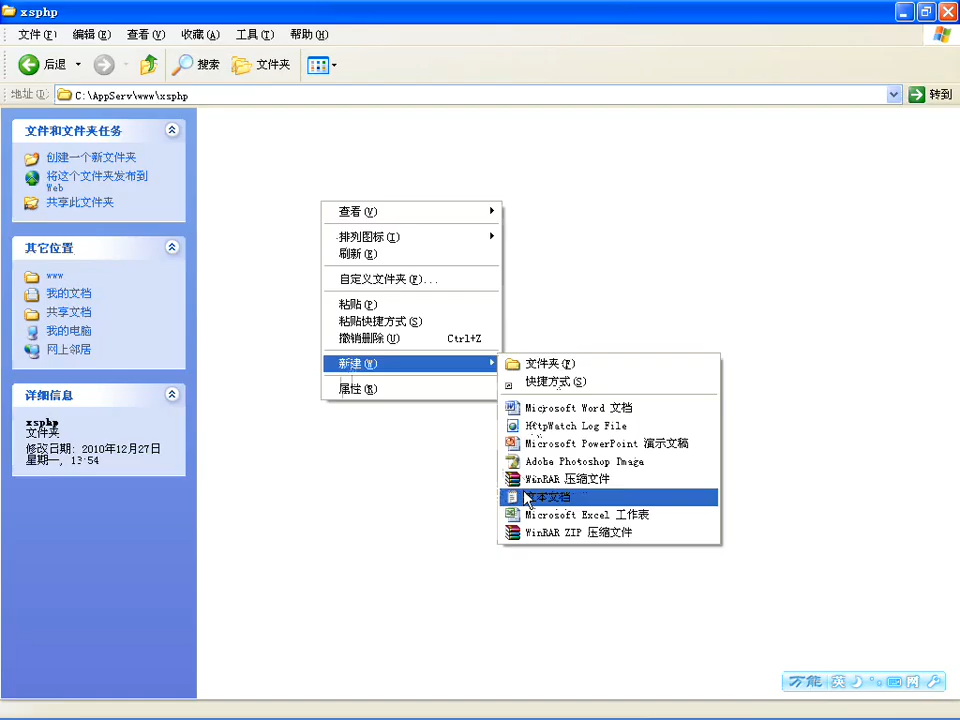 xsphp
文件(F) 编辑(E) 查看(V) 收藏(A) 工具(T) 帮助(H)
后退 搜索 文件夹
地址(D) C:\AppServ\www\xsphp 转到
文件和文件夹任务
创建一个新文件夹
将这个文件夹发布到
Web
共享此文件夹
其它位置
www
我的文档
共享文档
我的电脑
网上邻居
详细信息
xsphp
文件夹
修改日期: 2010年12月27日
星期一, 13:54
查看(V)
排列图标(I)
刷新(E)
自定义文件夹(F)...
粘贴(P)
粘贴快捷方式(S)
撤销删除(U) Ctrl+Z
新建(W)
属性(R)
文件夹(F)
快捷方式(S)
Microsoft Word 文档
HttpWatch Log File
Microsoft PowerPoint 演示文稿
Adobe Photoshop Image
WinRAR 压缩文件
文本文档
Microsoft Excel 工作表
WinRAR ZIP 压缩文件
万能 英 网